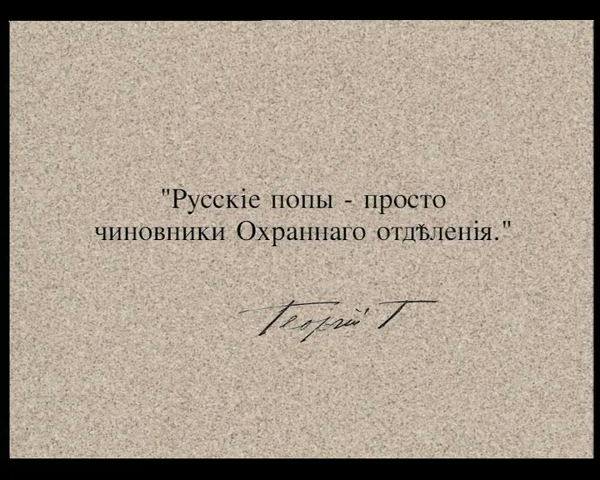 "Русскіе попы - просто
чиновники Охраннаго отдѣленія."
Георгій Г